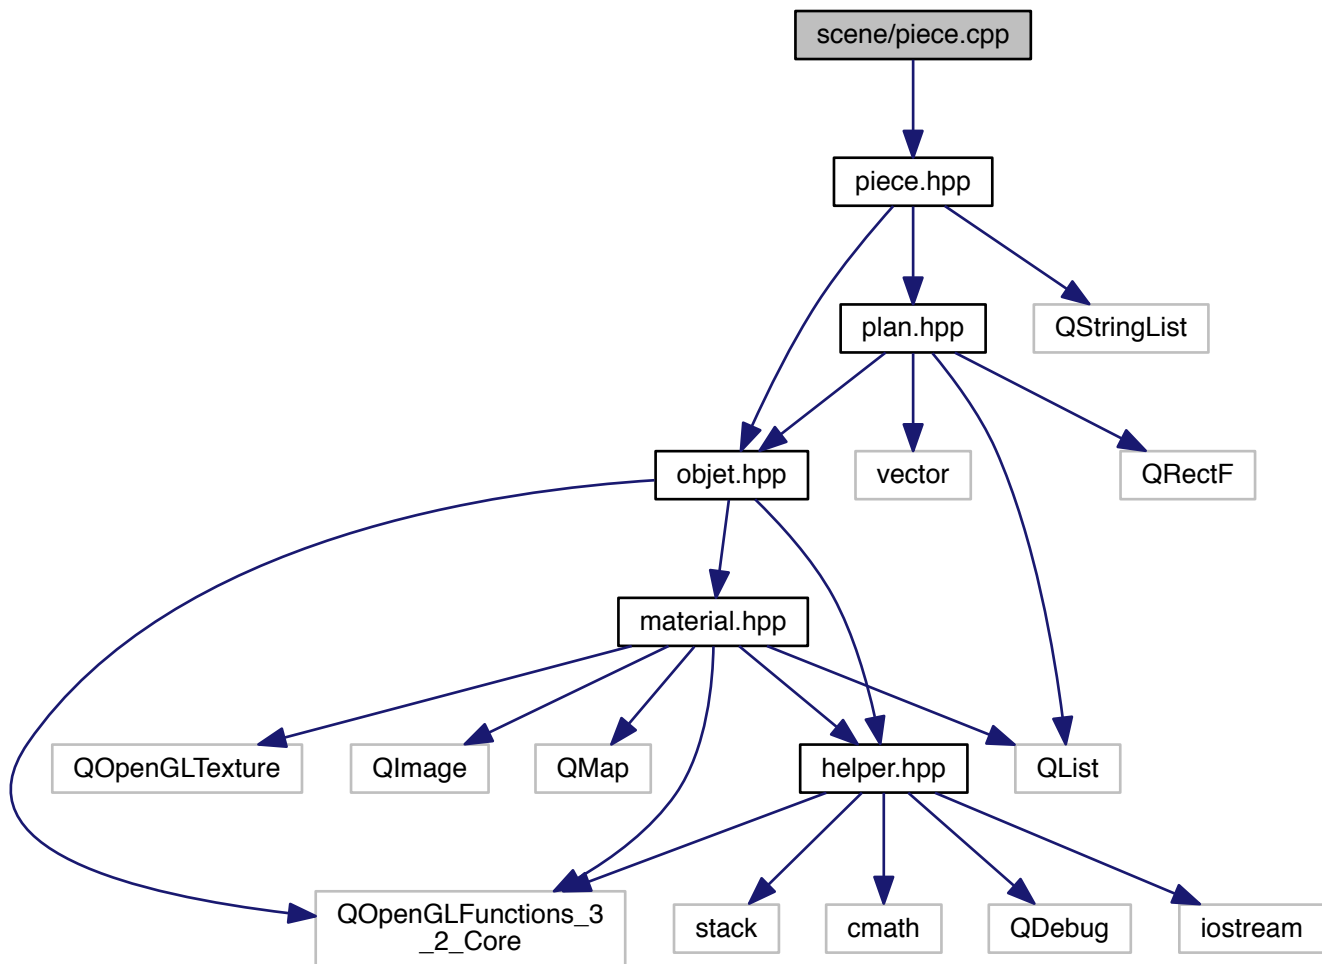 scene/piece.cpp
piece.hpp
plan.hpp
QStringList
objet.hpp
vector
QRectF
material.hpp
QOpenGLTexture
QImage
QMap
helper.hpp
QList
QOpenGLFunctions_3
_2_Core
stack
cmath
QDebug
iostream